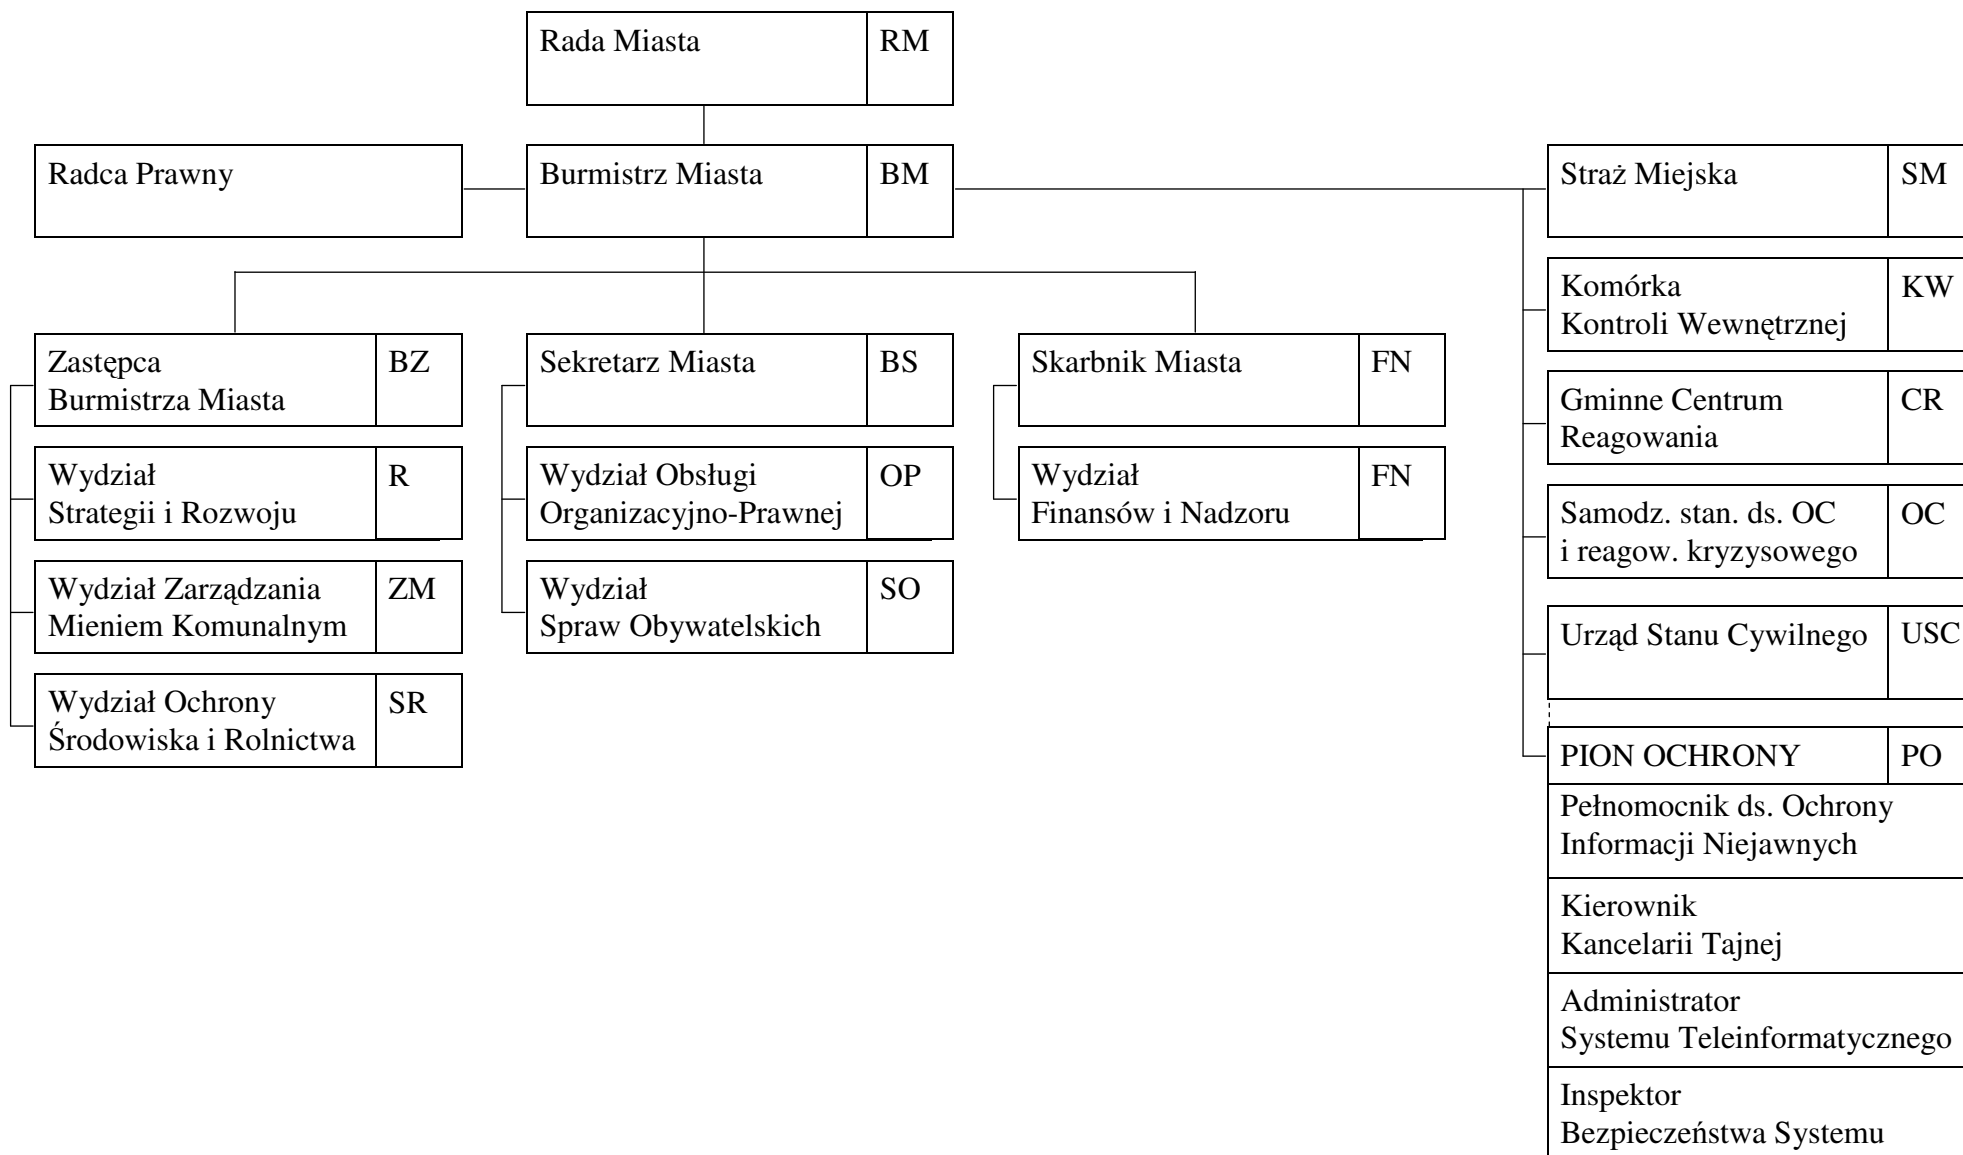 Rada Miasta RM
Radca Prawny
Burmistrz Miasta BM
Straż Miejska SM
Komórka KW
Kontroli Wewnętrznej
Gminne Centrum CR
Reagowania
Samodz. stan. ds. OC OC
i reagow. kryzysowego
Urząd Stanu Cywilnego USC
PION OCHRONY PO
Pełnomocnik ds. Ochrony
Informacji Niejawnych
Kierownik
Kancelarii Tajnej
Administrator
Systemu Teleinformatycznego
Inspektor
Bezpieczeństwa Systemu
Zastępca BZ
Burmistrza Miasta
Wydział R
Strategii i Rozwoju
Wydział Zarządzania ZM
Mieniem Komunalnym
Wydział Ochrony SR
Środowiska i Rolnictwa
Sekretarz Miasta BS
Wydział Obsługi OP
Organizacyjno-Prawnej
Wydział SO
Spraw Obywatelskich
Skarbnik Miasta FN
Wydział FN
Finansów i Nadzoru